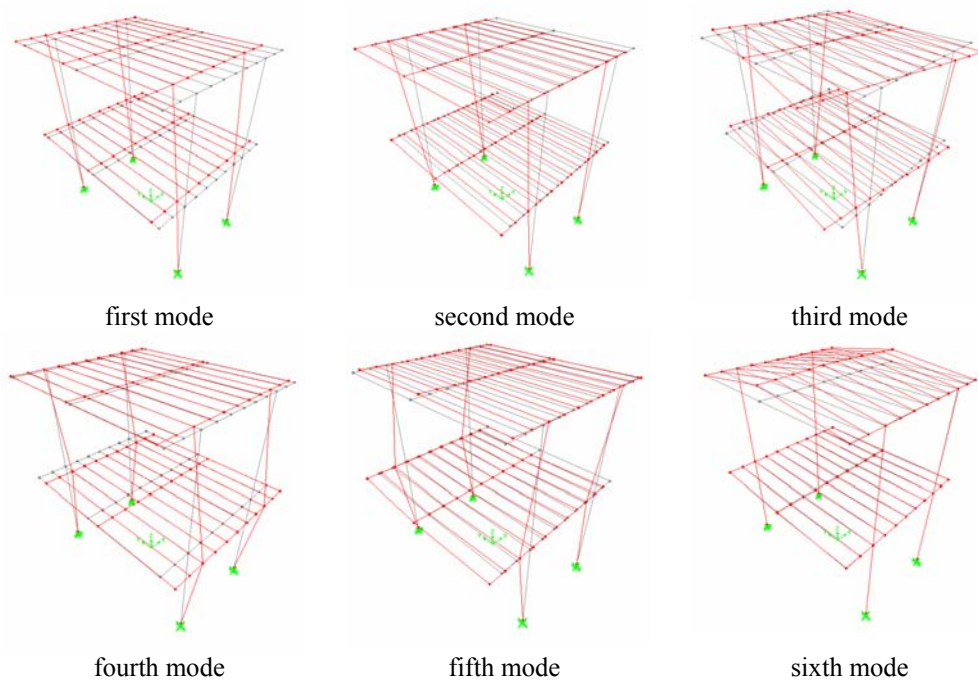 first mode
second mode
third mode
fourth mode
fifth mode
sixth mode